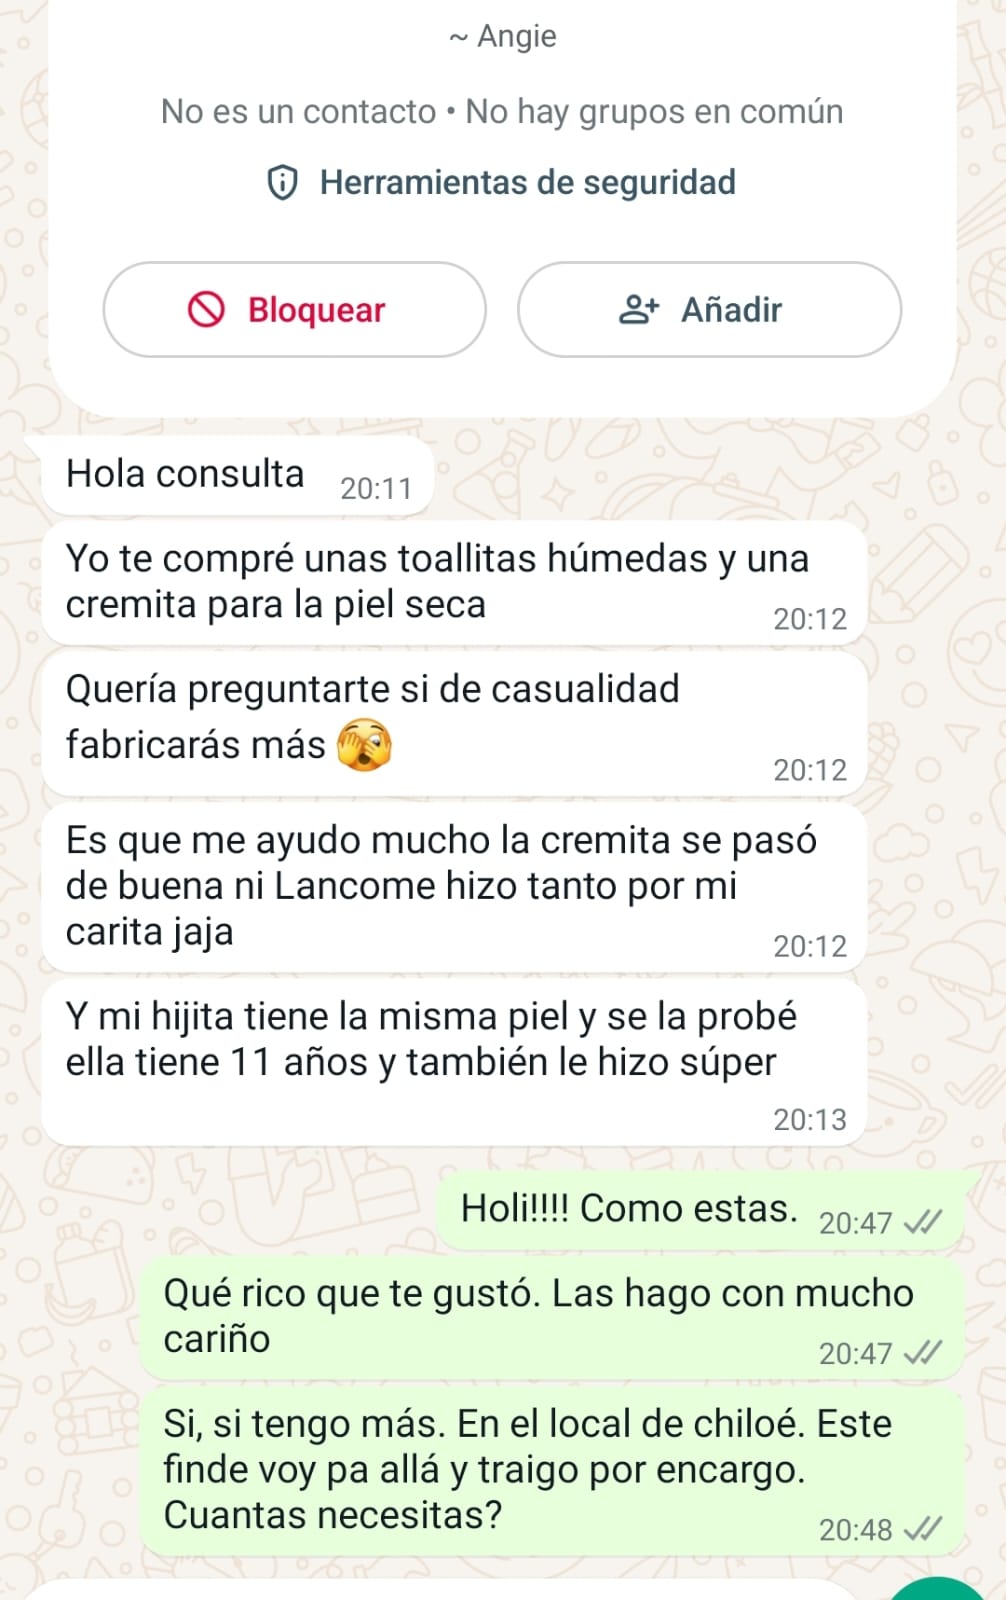 ~ Angie
No es un contacto • No hay grupos en común
Herramientas de seguridad
Bloquear
Añadir
Hola consulta 20:11
Yo te compré unas toallitas húmedas y una
cremita para la piel seca
20:12
Quería preguntarte si de casualidad
fabricarás más 🫣
20:12
Es que me ayudo mucho la cremita se pasó
de buena ni Lancome hizo tanto por mi
carita jaja
20:12
Y mi hijita tiene la misma piel y se la probé
ella tiene 11 años y también le hizo súper
20:13
Holi!!!! Como estas. 20:47
Qué rico que te gustó. Las hago con mucho
cariño
20:47
Si, si tengo más. En el local de chiloé. Este
finde voy pa allá y traigo por encargo.
Cuantas necesitas?
20:48